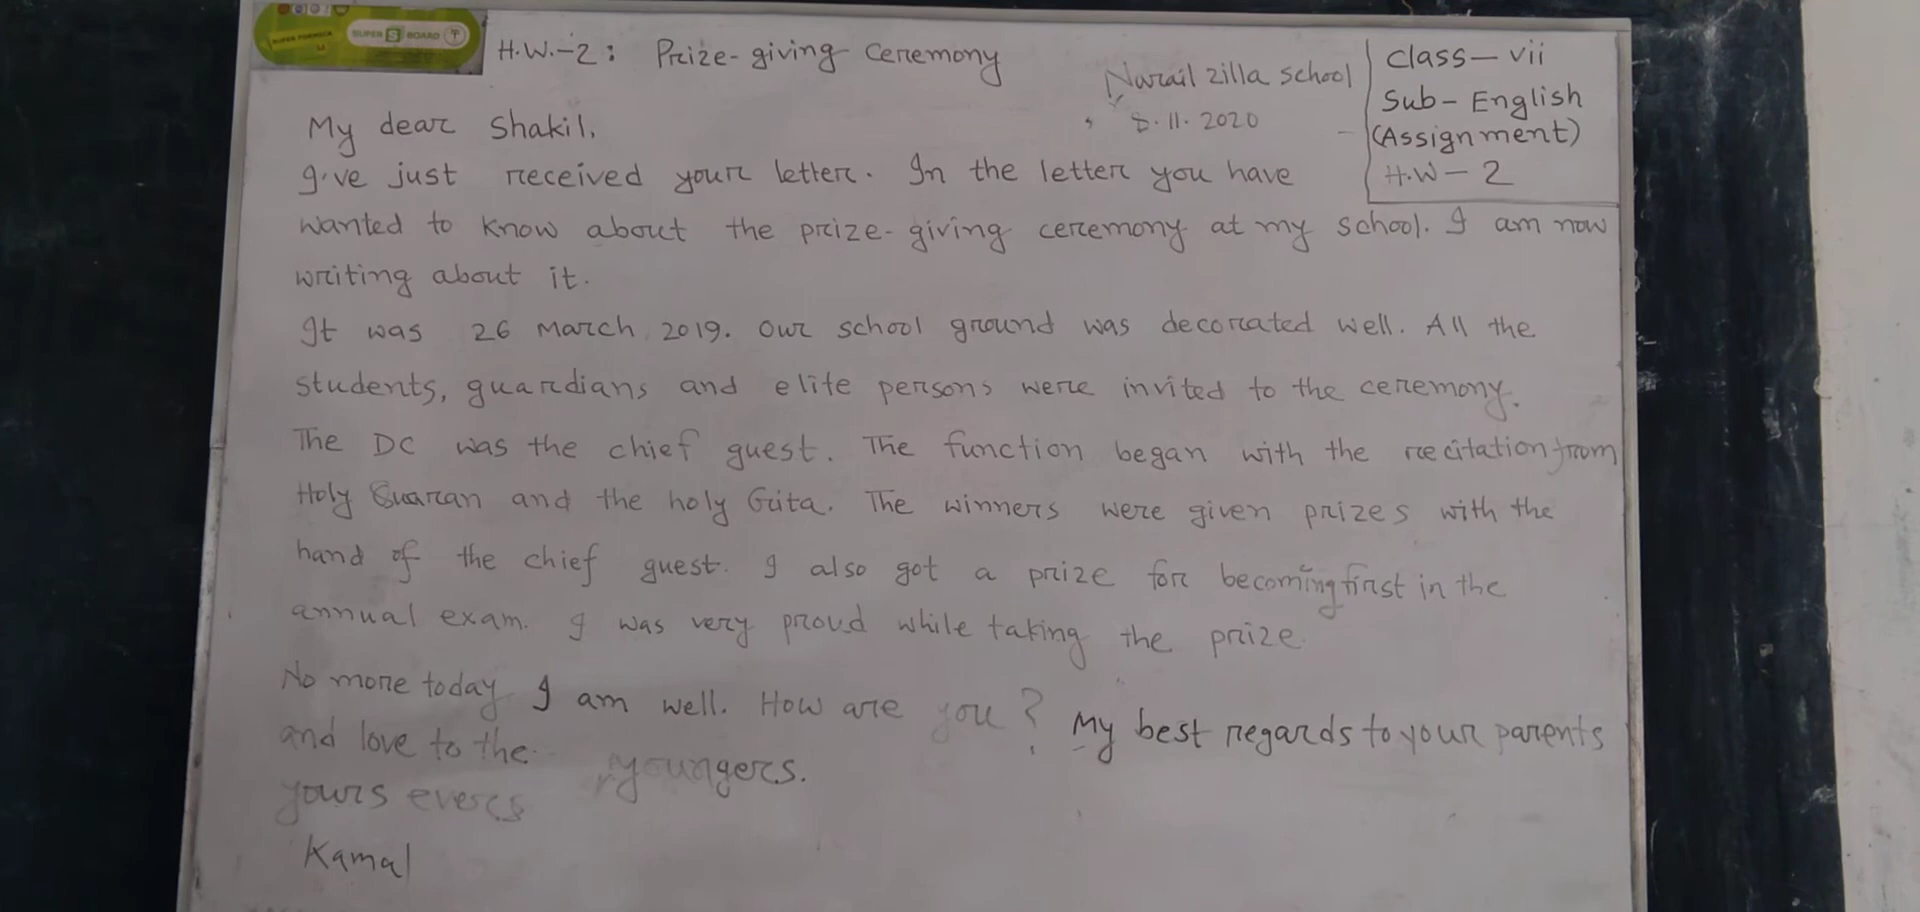 SUPER FORMICA
SUPER S BOARD
H.W.-2: Prize-giving ceremony
Narail zilla school
8.11.2020
class-vii
Sub-English
(Assignment)
H.W-2
My dear Shakil,
I've just received your letter. In the letter you have
wanted to know about the prize-giving ceremony at my school. I am now
writing about it.
It was 26 March, 2019. Our school ground was decorated well. All the
students, guardians and elite persons were invited to the ceremony.
The DC was the chief guest. The function began with the recitation from
Holy Quaran and the holy Gita. The winners were given prizes with the
hand of the chief guest. I also got a prize for becoming first in the
annual exam. I was very proud while taking the prize.
No more today I am well. How are you? My best regards to your parents
and love to the youngers.
yours evers
Kamal